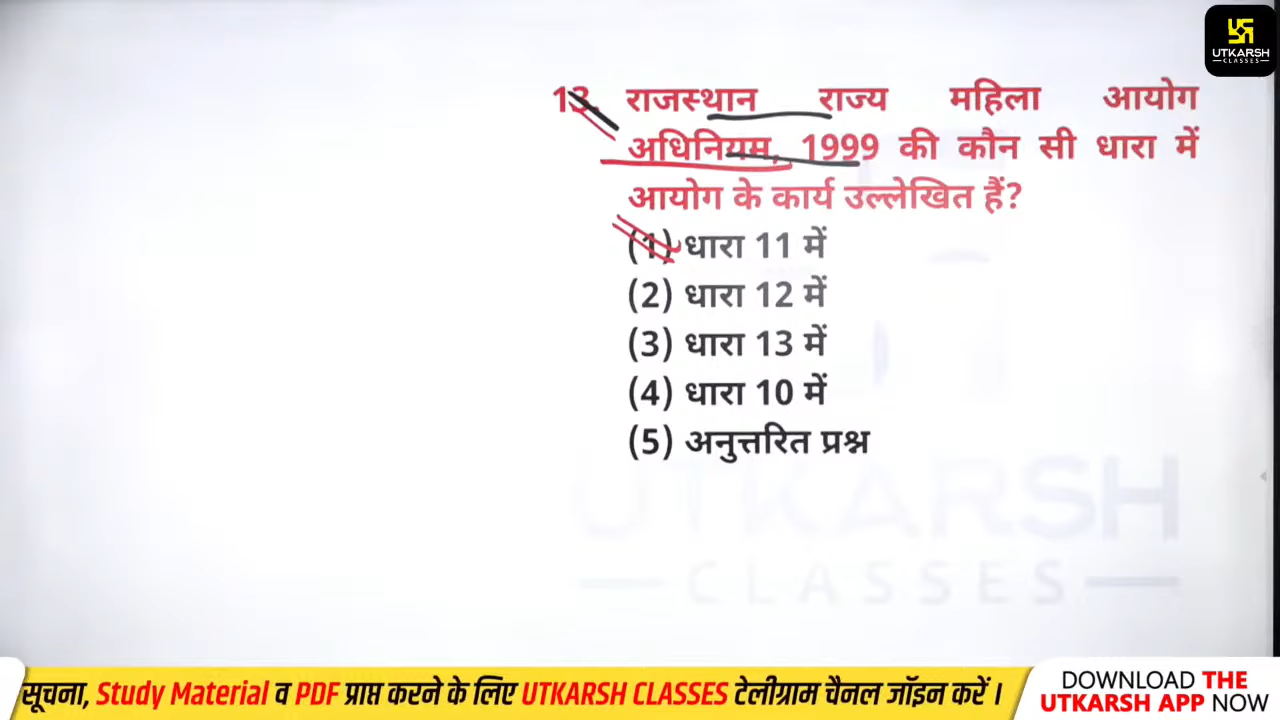 UTKARSH
CLASSES
13. राजस्थान राज्य महिला आयोग
अधिनियम, 1999 की कौन सी धारा में
आयोग के कार्य उल्लेखित हैं?
(1) धारा 11 में
(2) धारा 12 में
(3) धारा 13 में
(4) धारा 10 में
(5) अनुत्तरित प्रश्न
UTKARSH
CLASSES
सूचना, Study Material व PDF प्राप्त करने के लिए UTKARSH CLASSES टेलीग्राम चैनल जॉइन करें ।
DOWNLOAD THE
UTKARSH APP NOW